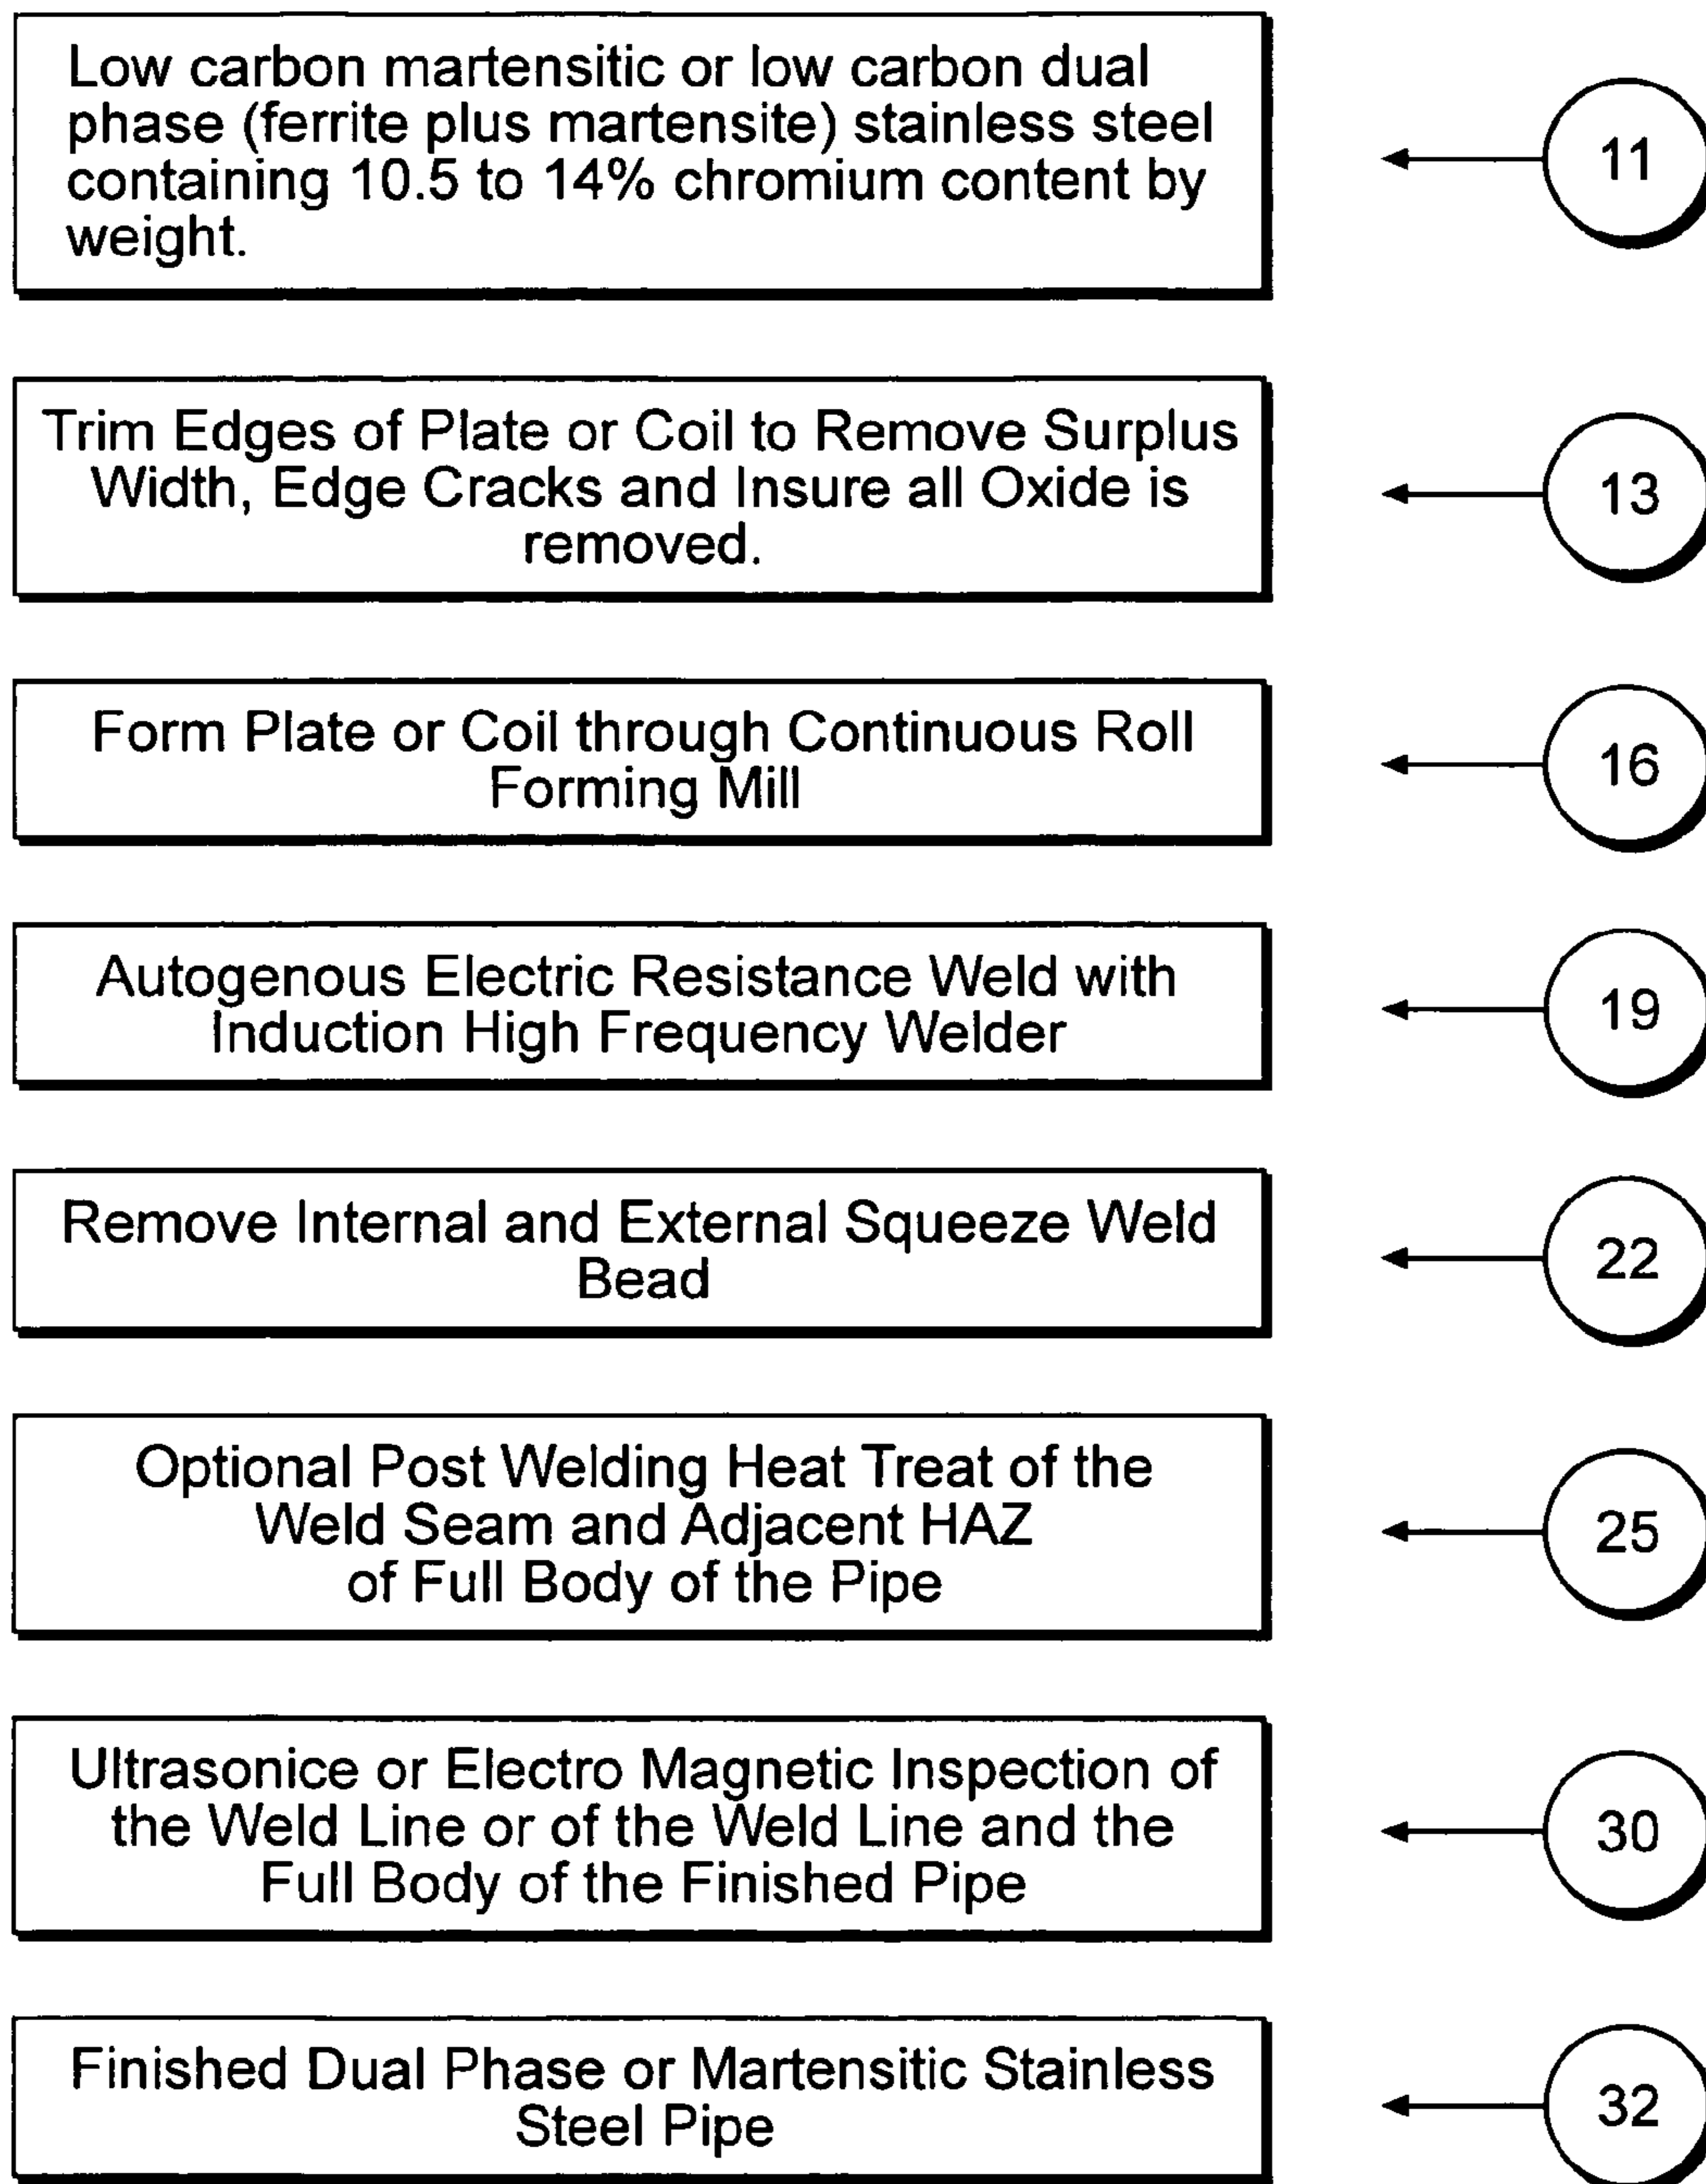 Low carbon martensitic or low carbon dual
phase (ferrite plus martensite) stainless steel
containing 10.5 to 14% chromium content by
weight.
11
Trim Edges of Plate or Coil to Remove Surplus
Width, Edge Cracks and Insure all Oxide is
removed.
13
Form Plate or Coil through Continuous Roll
Forming Mill
16
Autogenous Electric Resistance Weld with
Induction High Frequency Welder
19
Remove Internal and External Squeeze Weld
Bead
22
Optional Post Welding Heat Treat of the
Weld Seam and Adjacent HAZ
of Full Body of the Pipe
25
Ultrasonice or Electro Magnetic Inspection of
the Weld Line or of the Weld Line and the
Full Body of the Finished Pipe
30
Finished Dual Phase or Martensitic Stainless
Steel Pipe
32